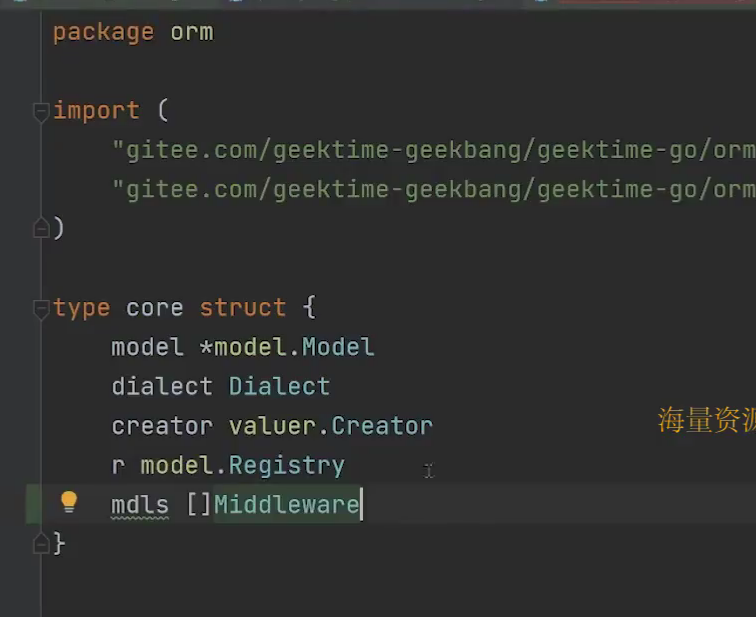 package orm
import (
"gitee.com/geektime-geekbang/geektime-go/orm
"gitee.com/geektime-geekbang/geektime-go/orm
)
type core struct {
model *model.Model
dialect Dialect
creator valuer.Creator
海量资源
r model.Registry
mdls []Middleware
}